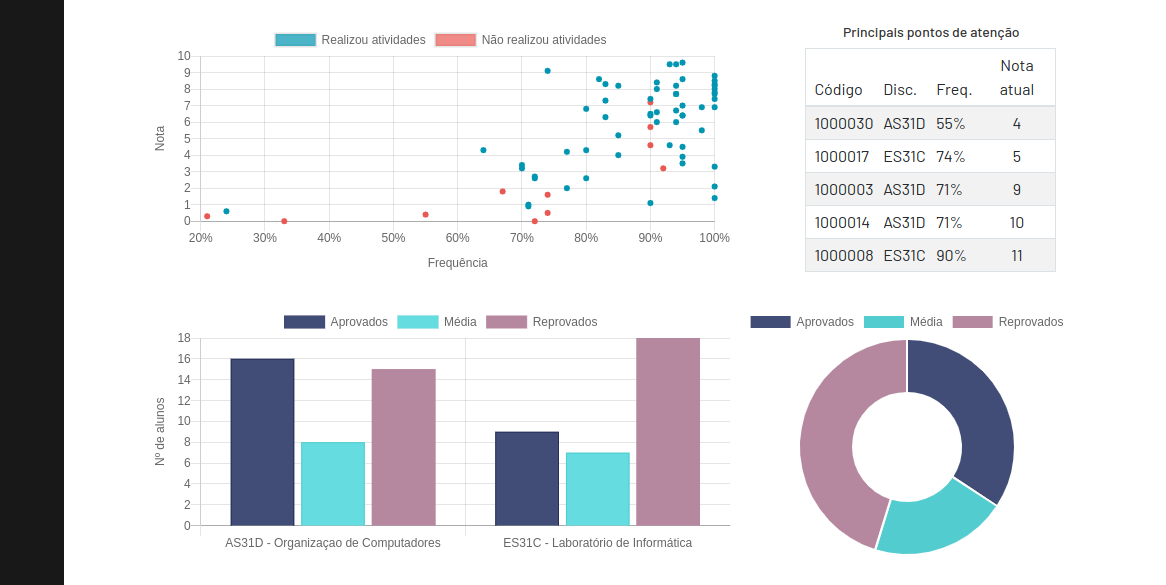 Realizou atividades Não realizou atividades
10
9
8
7
6
5
4
3
2
1
0
Nota
20% 30% 40% 50% 60% 70% 80% 90% 100%
Frequência
Principais pontos de atenção
Código Disc. Freq. Nota atual
1000030 AS31D 55% 4
1000017 ES31C 74% 5
1000003 AS31D 71% 9
1000014 AS31D 71% 10
1000008 ES31C 90% 11
Aprovados Média Reprovados
18
16
14
12
10
8
6
4
2
0
Nº de alunos
AS31D - Organizaçao de Computadores ES31C - Laboratório de Informática
Aprovados Média Reprovados